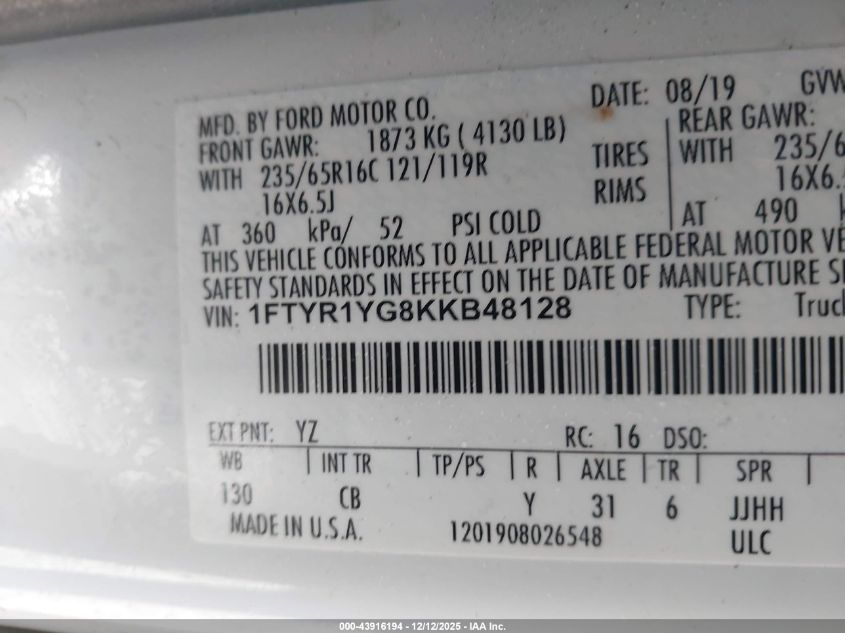 MFD. BY FORD MOTOR CO. DATE: 08/19 GVW
FRONT GAWR: 1873 KG ( 4130 LB) REAR GAWR:
WITH 235/65R16C 121/119R TIRES WITH 235/6
16X6.5J RIMS 16X6.5
AT 360 kPa/ 52 PSI COLD AT 490 k
THIS VEHICLE CONFORMS TO ALL APPLICABLE FEDERAL MOTOR VE
SAFETY STANDARDS IN EFFECT ON THE DATE OF MANUFACTURE S
VIN: 1FTYR1YG8KKB48128 TYPE: Truck
EXT PNT: YZ RC: 16 DSO:
WB | INT TR | TP/PS | R | AXLE | TR | SPR |
130 CB Y 31 6 JJHH
MADE IN U.S.A. 1201908026548 ULC
000-43916194 - 12/12/2025 - IAA Inc.